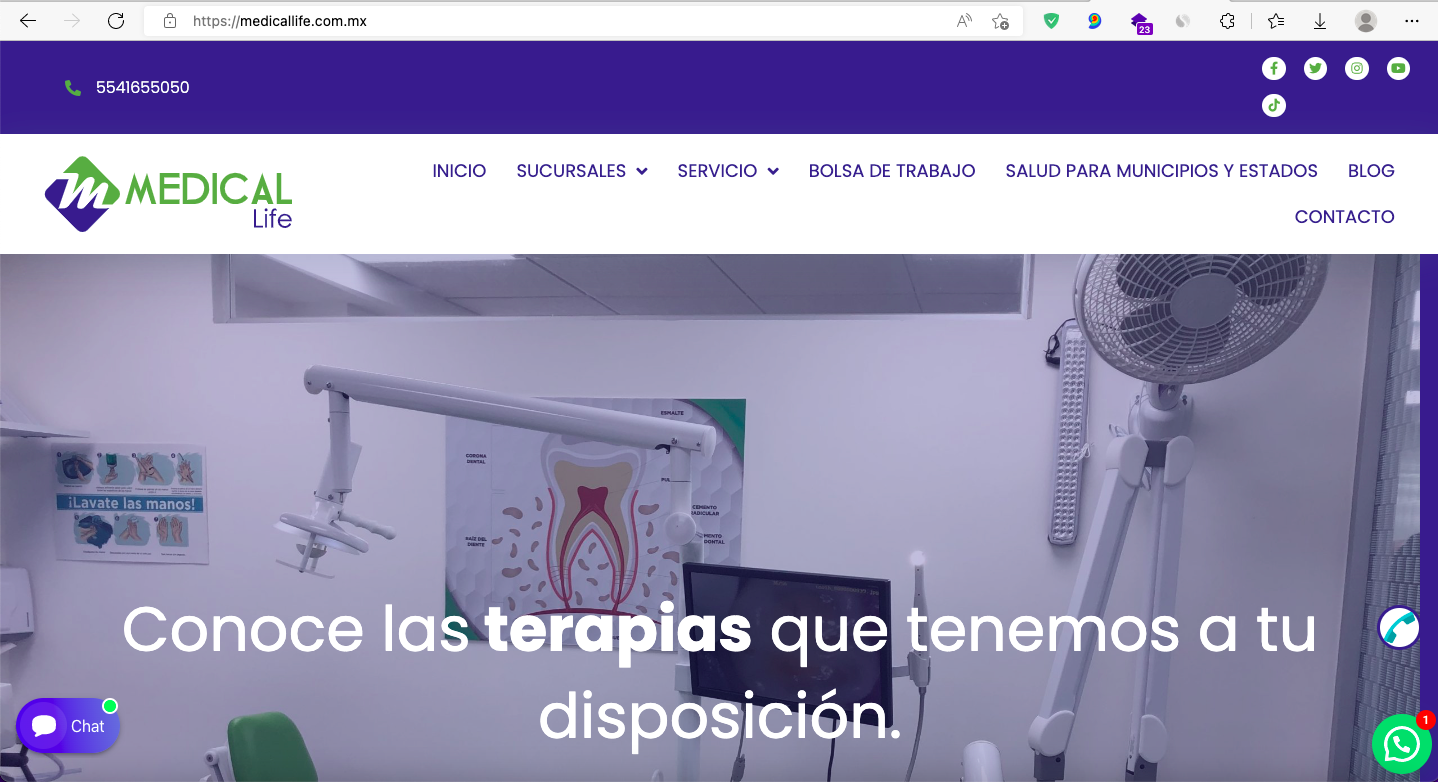 https://medicallife.com.mx
23
5541655050
MEDICAL
Life
INICIO SUCURSALES SERVICIO BOLSA DE TRABAJO SALUD PARA MUNICIPIOS Y ESTADOS BLOG
CONTACTO
ESMALTE
CORONA
DENTAL
PUL
CEMENTO
RAÍZ DEL
DIENTE
¡Lavate las manos!
Conoce las terapias que tenemos a tu
disposición.
Chat
1